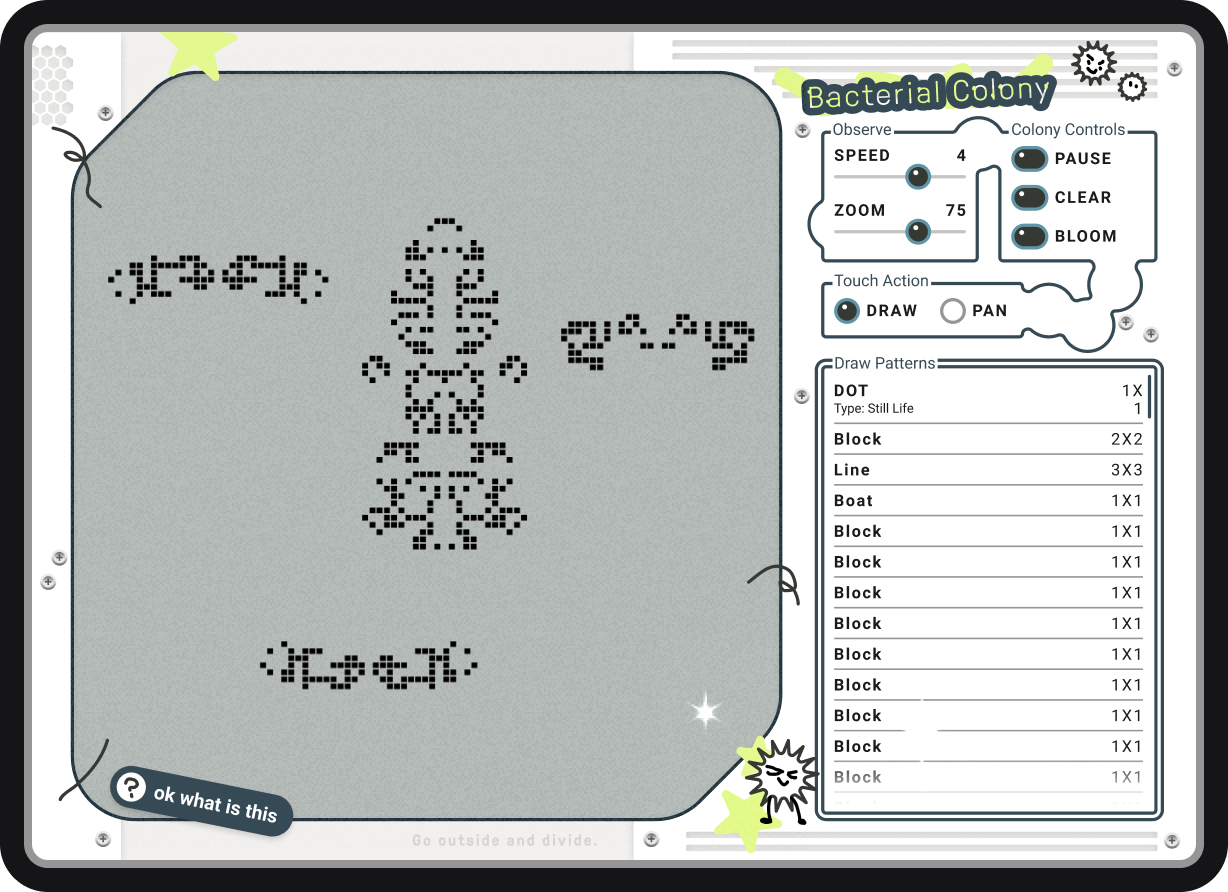 Bacterial Colony
Observe
SPEED 4
ZOOM 75
Colony Controls
PAUSE
CLEAR
BLOOM
Touch Action
DRAW PAN
Draw Patterns
DOT 1X
Type: Still Life 1
Block 2X2
Line 3X3
Boat 1X1
Block 1X1
Block 1X1
Block 1X1
Block 1X1
Block 1X1
Block 1X1
Block 1X1
Block 1X1
Block 1X1
? ok what is this
Go outside and divide.